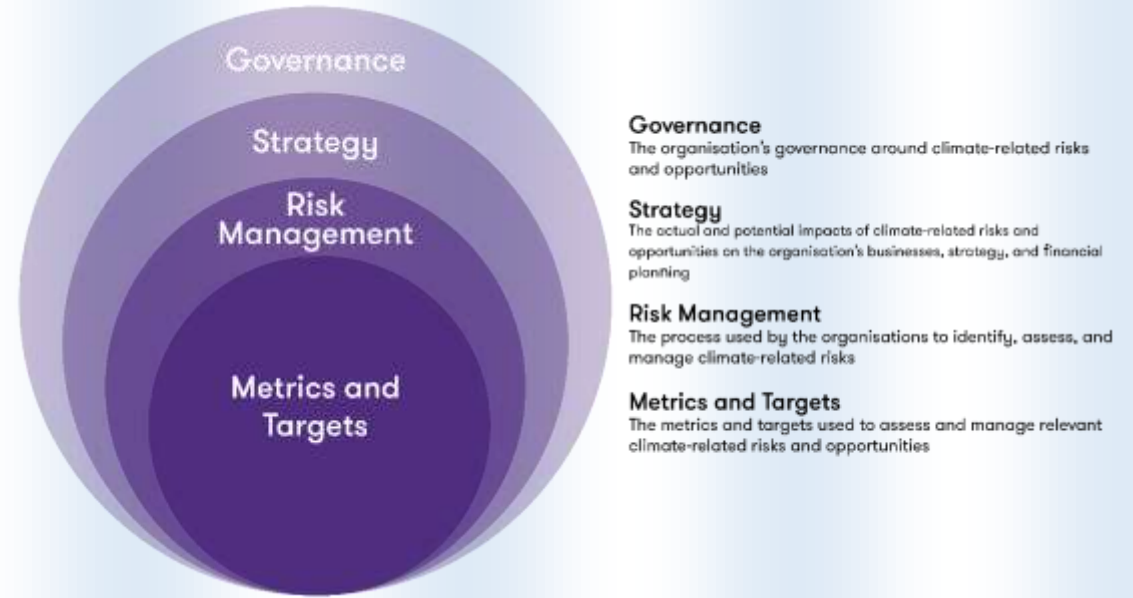 Governance
Strategy
Risk
Management
Metrics and
Targets
Governance
The organisation's governance around climate-related risks
and opportunities
Strategy
The actual and potential impacts of climate-related risks and
opportunities on the organisation's businesses, strategy, and financial
planning
Risk Management
The process used by the organisations to identify, assess, and
manage climate-related risks
Metrics and Targets
The metrics and targets used to assess and manage relevant
climate-related risks and opportunities